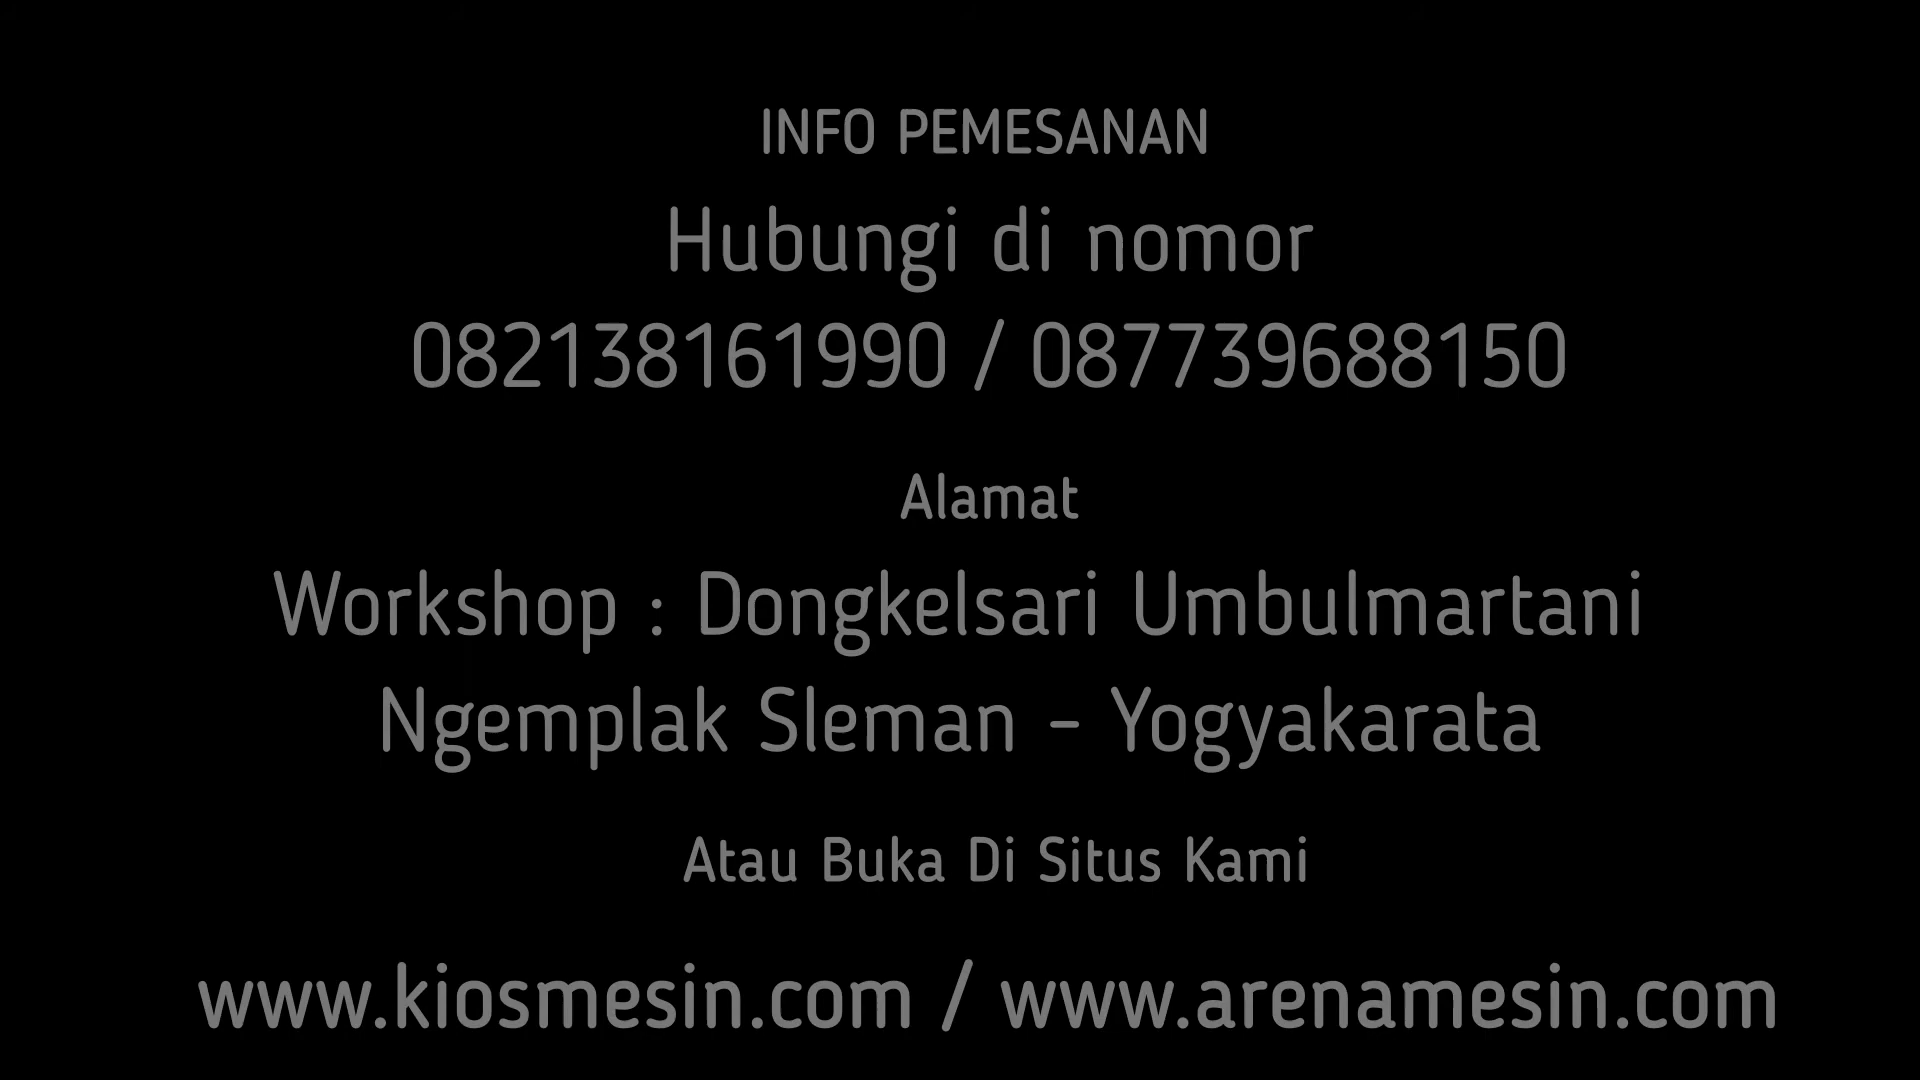 INFO PEMESANAN
Hubungi di nomor
082138161990 / 087739688150
Alamat
Workshop : Dongkelsari Umbulmartani
Ngemplak Sleman - Yogyakarata
Atau Buka Di Situs Kami
www.kiosmesin.com / www.arenamesin.com